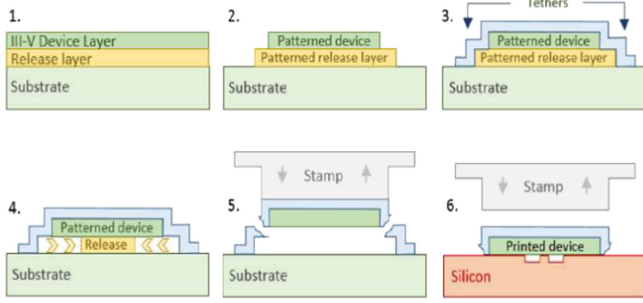 1.
III-V Device Layer
Release layer
Substrate
2.
Patterned device
Patterned release layer
Substrate
3.
Tethers
Patterned device
Patterned release layer
Substrate
4.
Patterned device
Release
Substrate
5.
Stamp
Substrate
6.
Stamp
Printed device
Silicon